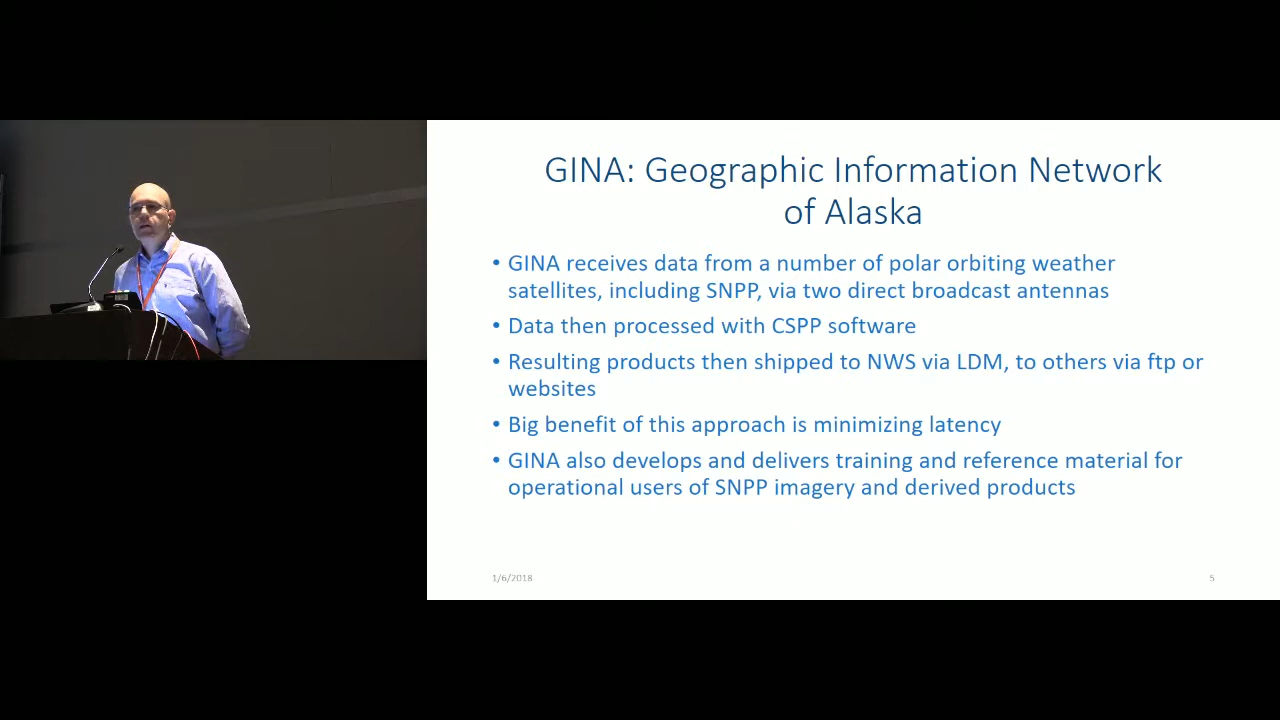 GINA: Geographic Information Network
of Alaska
• GINA receives data from a number of polar orbiting weather
satellites, including SNPP, via two direct broadcast antennas
• Data then processed with CSPP software
• Resulting products then shipped to NWS via LDM, to others via ftp or
websites
• Big benefit of this approach is minimizing latency
• GINA also develops and delivers training and reference material for
operational users of SNPP imagery and derived products
1/6/2018
5